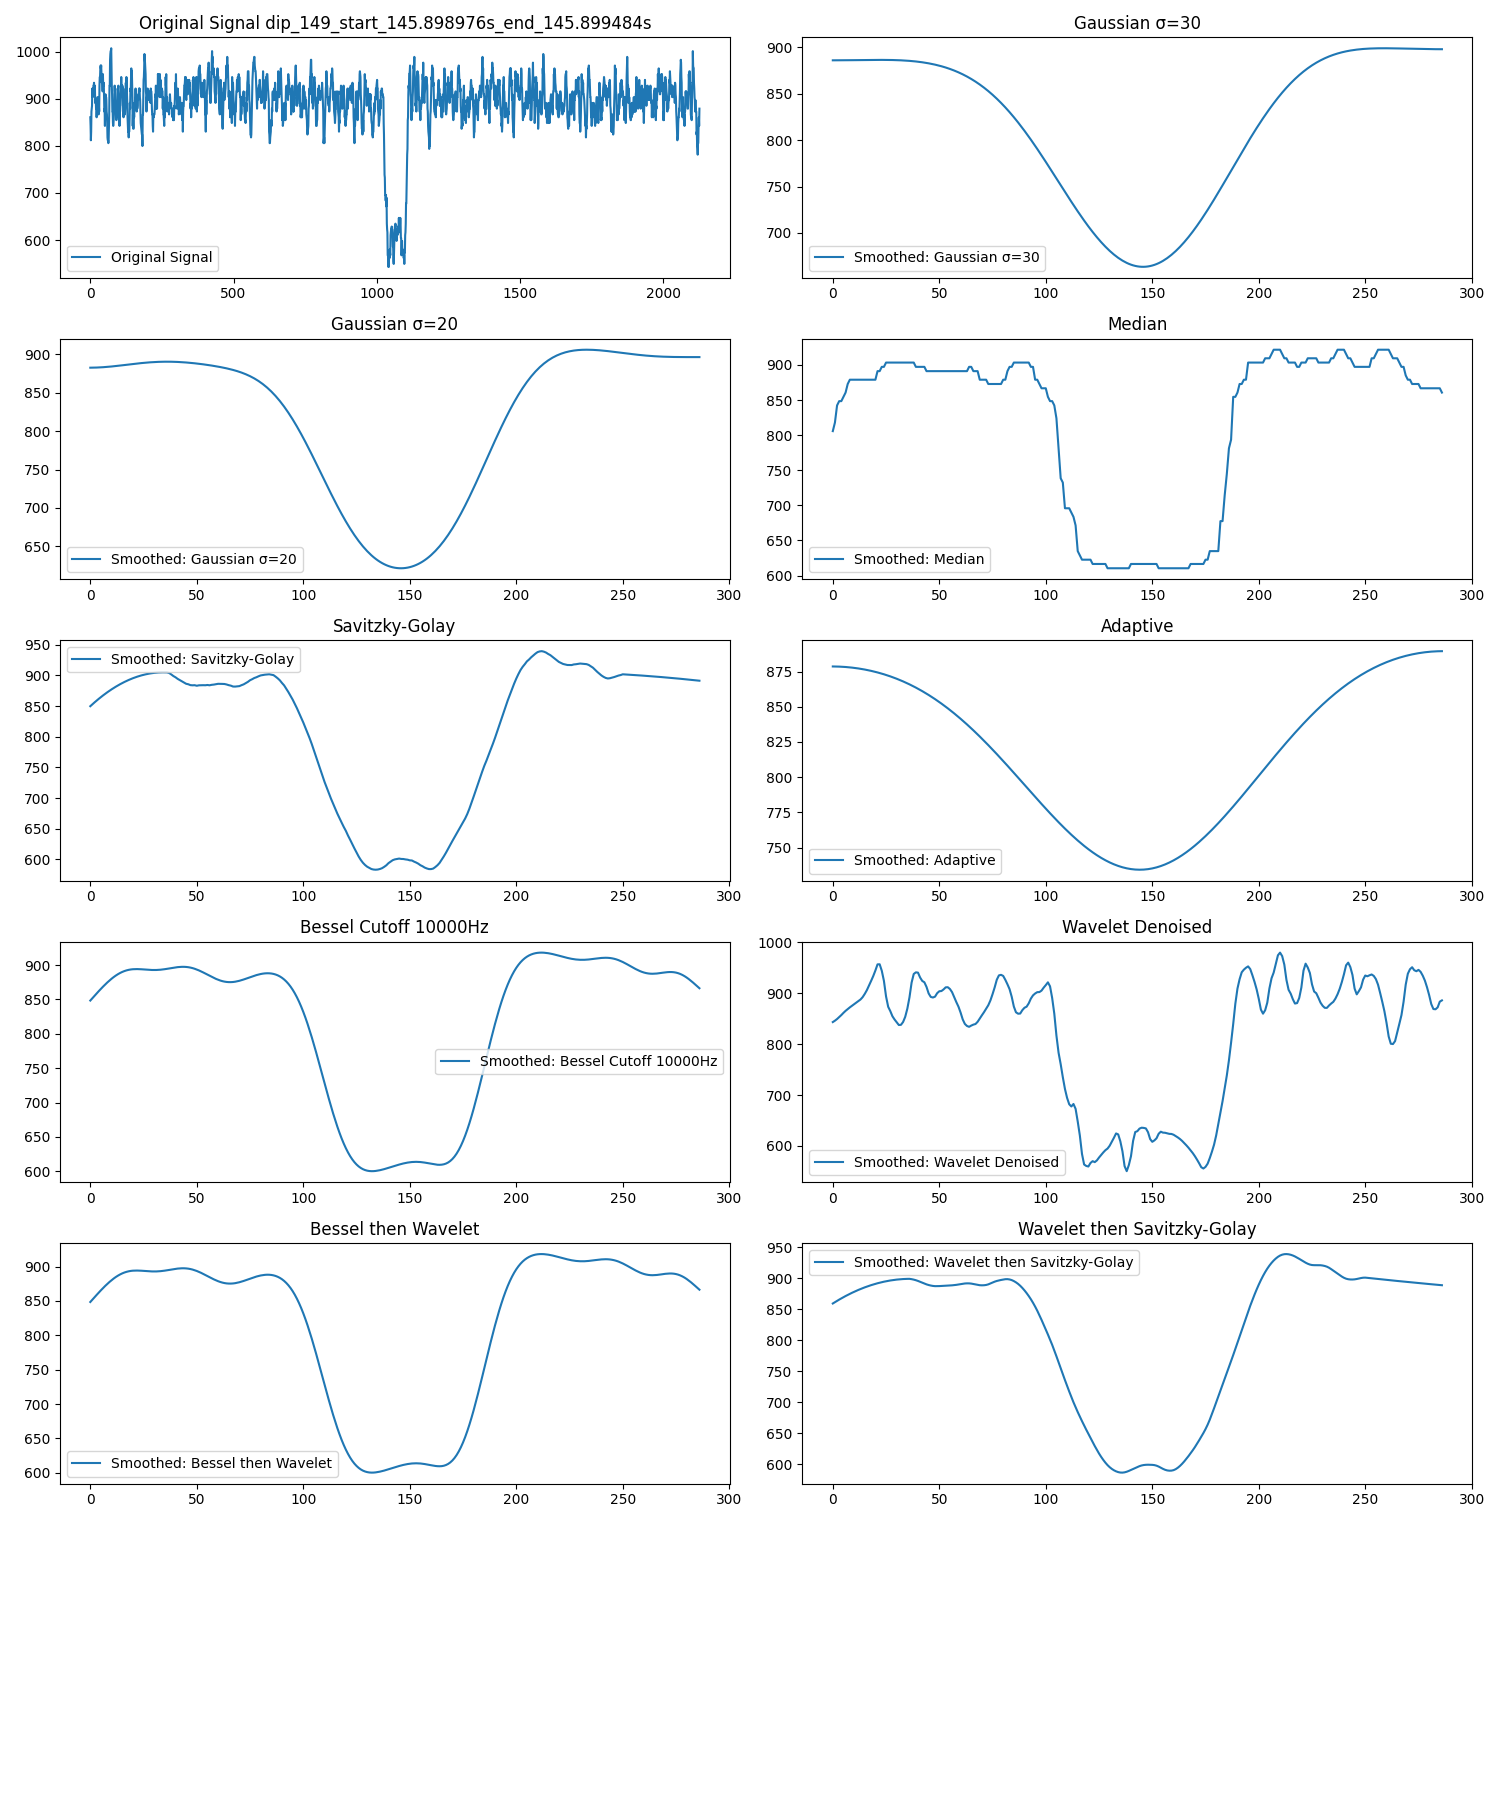 Original Signal dip_149_start_145.898976s_end_145.899484s
1000
900
800
700
600
Original Signal
0 500 1000 1500 2000
Gaussian σ=30
900
850
800
750
700
Smoothed: Gaussian σ=30
0 50 100 150 200 250 300
Gaussian σ=20
900
850
800
750
700
650
Smoothed: Gaussian σ=20
0 50 100 150 200 250 300
Median
900
850
800
750
700
650
600
Smoothed: Median
0 50 100 150 200 250 300
Savitzky-Golay
950
900
850
800
750
700
650
600
Smoothed: Savitzky-Golay
0 50 100 150 200 250 300
Adaptive
875
850
825
800
775
750
Smoothed: Adaptive
0 50 100 150 200 250 300
Bessel Cutoff 10000Hz
900
850
800
750
700
650
600
Smoothed: Bessel Cutoff 10000Hz
0 50 100 150 200 250 300
Wavelet Denoised
1000
900
800
700
600
Smoothed: Wavelet Denoised
0 50 100 150 200 250 300
Bessel then Wavelet
900
850
800
750
700
650
600
Smoothed: Bessel then Wavelet
0 50 100 150 200 250 300
Wavelet then Savitzky-Golay
950
900
850
800
750
700
650
600
Smoothed: Wavelet then Savitzky-Golay
0 50 100 150 200 250 300